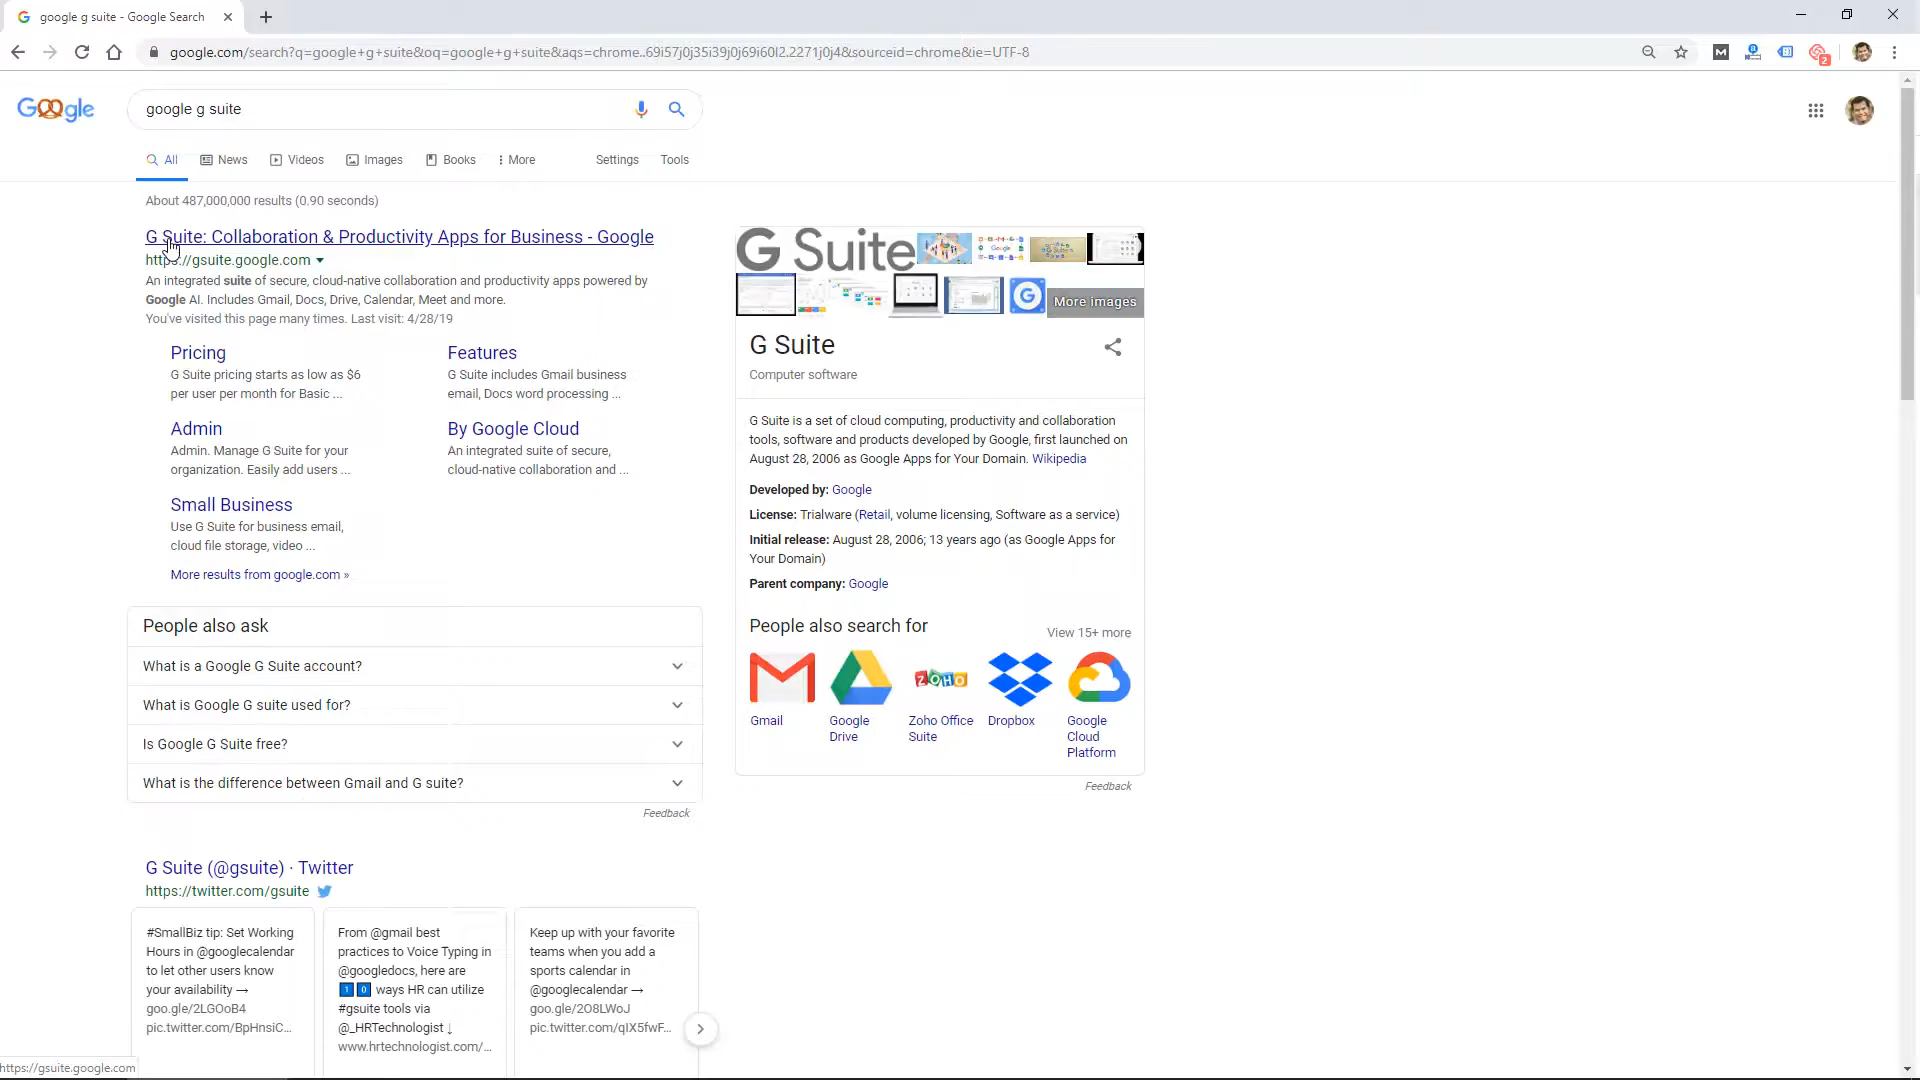 google g suite - Google Search
google.com/search?q=google+g+suite&oq=google+g+suite&aqs=chrome..69i57j0j35i39j0j69i60l2.2271j0j4&sourceid=chrome&ie=UTF-8
2
Google
google g suite
All News Videos Images Books More Settings Tools
About 487,000,000 results (0.90 seconds)
G Suite: Collaboration & Productivity Apps for Business - Google
https://gsuite.google.com
An integrated suite of secure, cloud-native collaboration and productivity apps powered by
Google AI. Includes Gmail, Docs, Drive, Calendar, Meet and more.
You've visited this page many times. Last visit: 4/28/19
Pricing
G Suite pricing starts as low as $6
per user per month for Basic ...
Features
G Suite includes Gmail business
email, Docs word processing ...
Admin
Admin. Manage G Suite for your
organization. Easily add users ...
By Google Cloud
An integrated suite of secure,
cloud-native collaboration and ...
Small Business
Use G Suite for business email,
cloud file storage, video ...
More results from google.com »
People also ask
What is a Google G Suite account?
What is Google G suite used for?
Is Google G Suite free?
What is the difference between Gmail and G suite?
Feedback
G Suite (@gsuite) · Twitter
https://twitter.com/gsuite
#SmallBiz tip: Set Working
Hours in @googlecalendar
to let other users know
your availability →
goo.gle/2LGOoB4
pic.twitter.com/BpHnsiC...
From @gmail best
practices to Voice Typing in
@googledocs, here are
1 0 ways HR can utilize
#gsuite tools via
@_HRTechnologist ↓
www.hrtechnologist.com/...
Keep up with your favorite
teams when you add a
sports calendar in
@googlecalendar →
goo.gle/2O8LWoJ
pic.twitter.com/qIX5fwF...
G Suite
More images
G Suite
Computer software
G Suite is a set of cloud computing, productivity and collaboration
tools, software and products developed by Google, first launched on
August 28, 2006 as Google Apps for Your Domain. Wikipedia
Developed by: Google
License: Trialware (Retail, volume licensing, Software as a service)
Initial release: August 28, 2006; 13 years ago (as Google Apps for
Your Domain)
Parent company: Google
People also search for
View 15+ more
ZOHO
Gmail
Google
Drive
Zoho Office
Suite
Dropbox
Google
Cloud
Platform
Feedback
https://gsuite.google.com